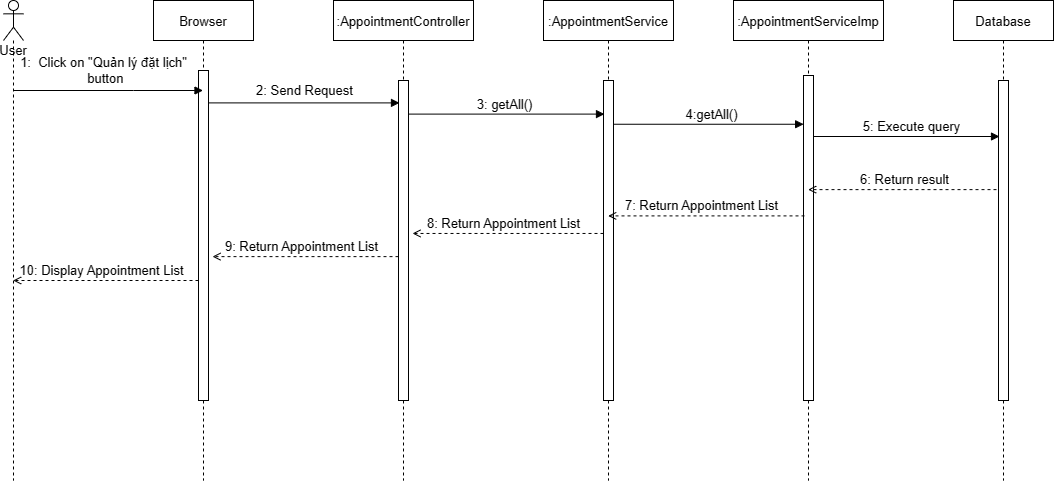 Browser
:AppointmentController
:AppointmentService
:AppointmentServiceImp
Database
User
1:  Click on "Quản lý đặt lịch"
button
2: Send Request
3: getAll()
4:getAll()
5: Execute query
6: Return result
7: Return Appointment List
8: Return Appointment List
9: Return Appointment List
10: Display Appointment List